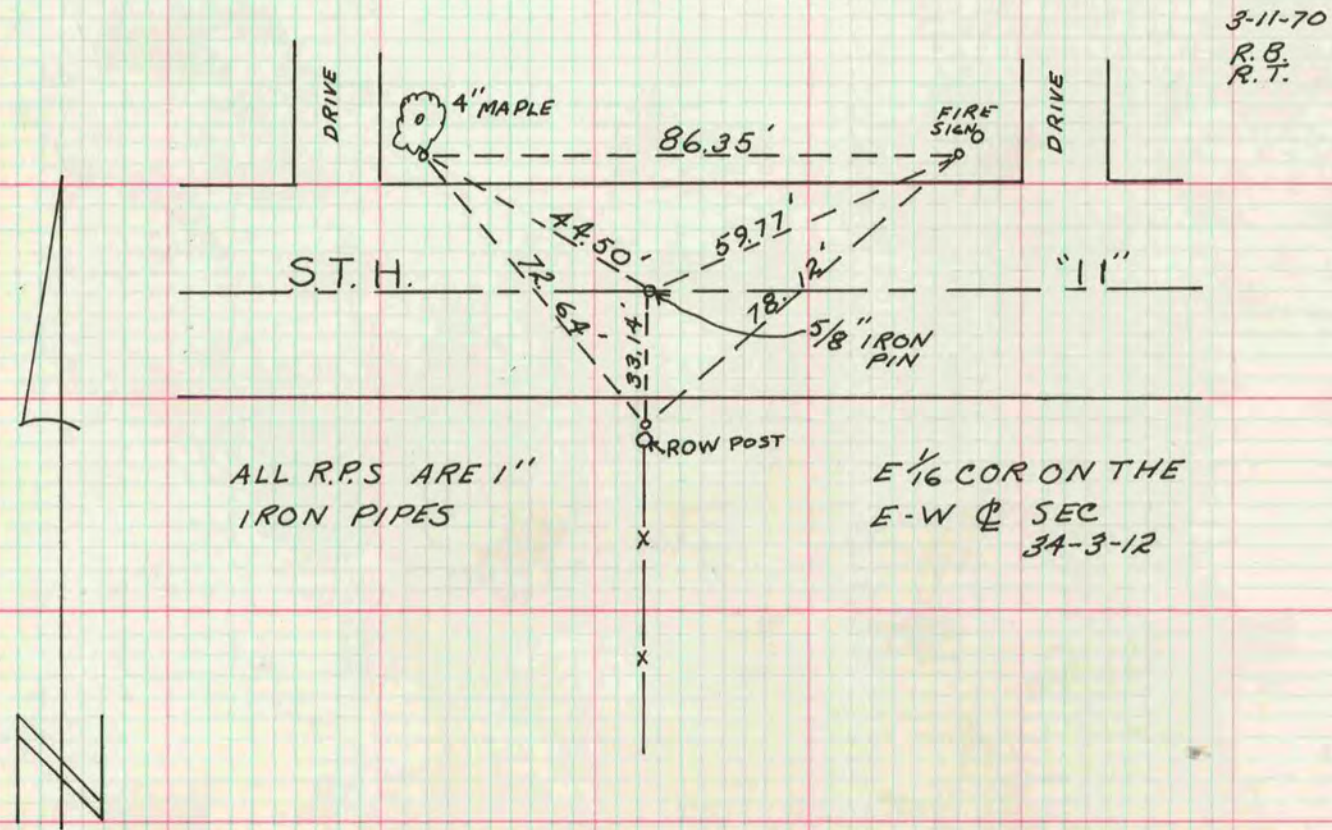 3-11-70
R.B.
R.T.
DRIVE
4" MAPLE
86.35'
FIRE
SIGN
DRIVE
44.50'
59.77'
S.T.H.
"11"
72.64'
78.12'
33.14'
5/8" IRON
PIN
ROW POST
ALL R.P.S ARE 1"
IRON PIPES
E 1/16 COR ON THE
E-W ℄ SEC
34-3-12
x
x
N